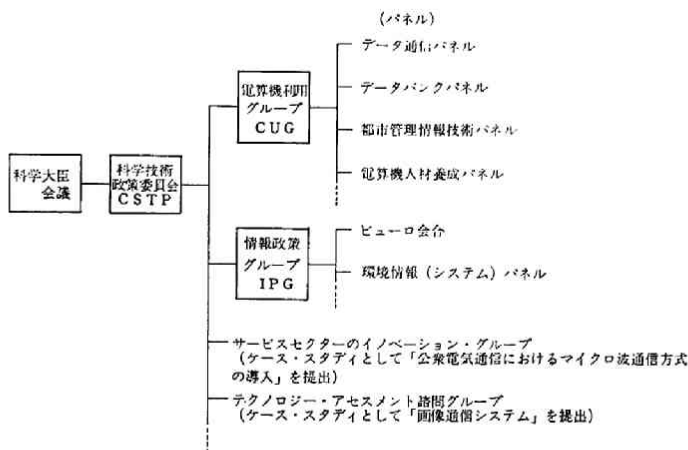 (パネル)
データ通信パネル
データバンクパネル
都市管理情報技術パネル
電算機人材養成パネル
電算機利用
グループ
CUG
科学大臣
会議
科学技術
政策委員会
CSTP
情報政策
グループ
IPG
ビューロ会合
環境情報(システム)パネル
サービスセクターのイノベーション・グループ
(ケース・スタディとして「公衆電気通信におけるマイクロ波通信方式
の導入」を提出)
テクノロジー・アセスメント諮問グループ
(ケース・スタディとして「画像通信システム」を提出)